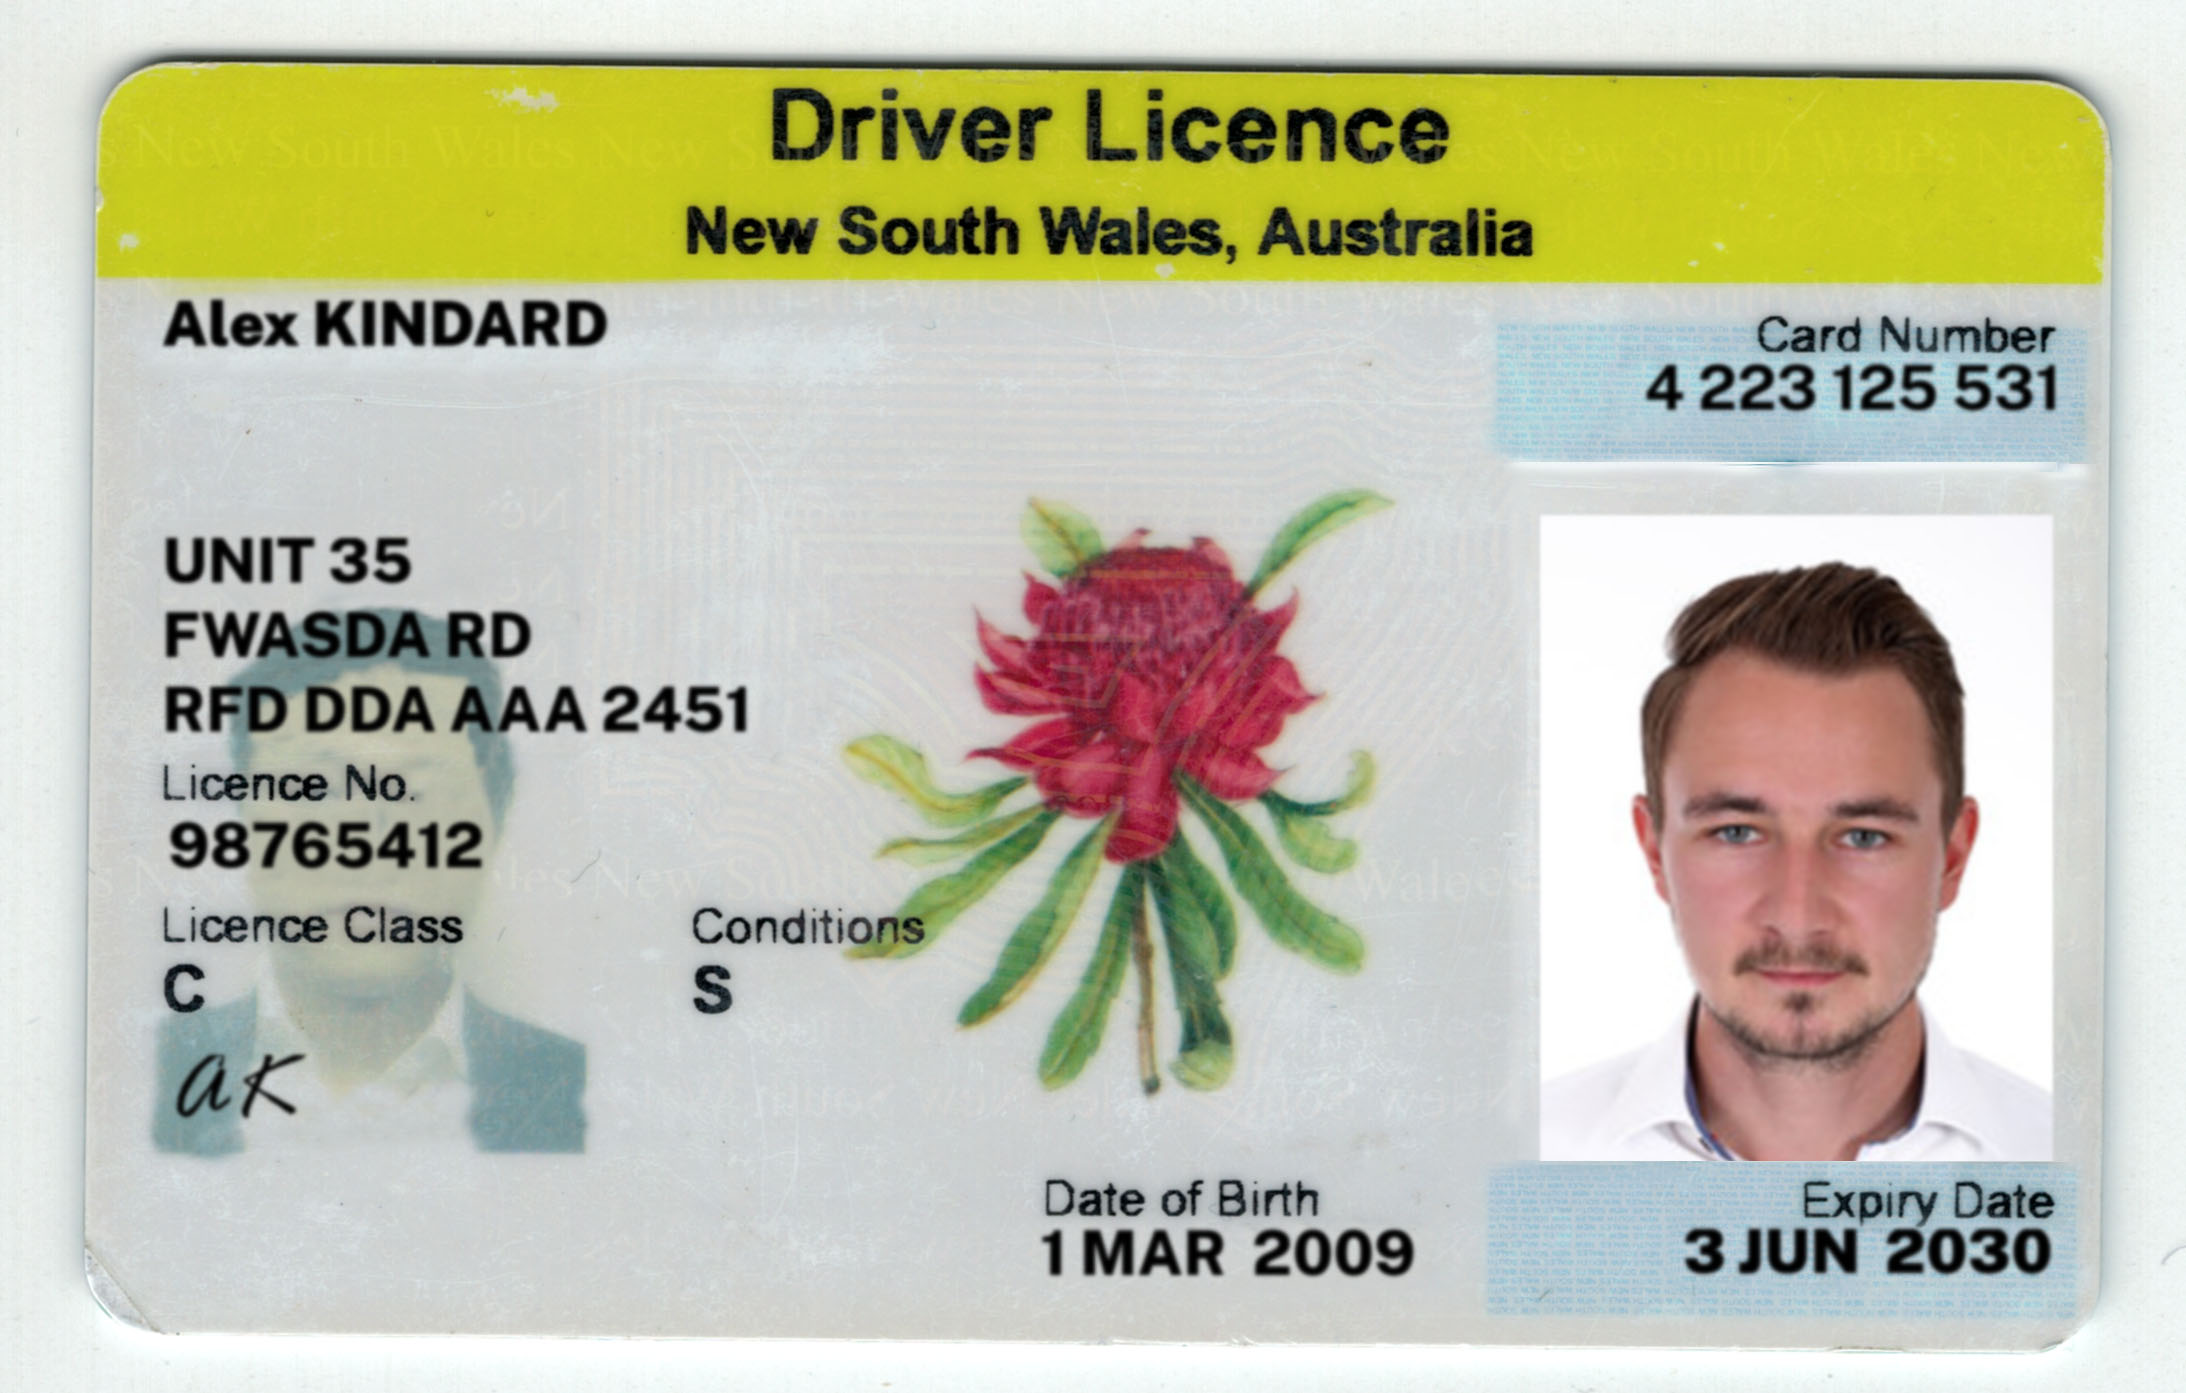 Driver Licence
New South Wales, Australia
Alex KINDARD
Card Number
4 223 125 531
UNIT 35
FWASDA RD
RFD DDA AAA 2451
Licence No.
98765412
Licence Class
Conditions
C
S
aK
Date of Birth
1 MAR 2009
Expiry Date
3 JUN 2030